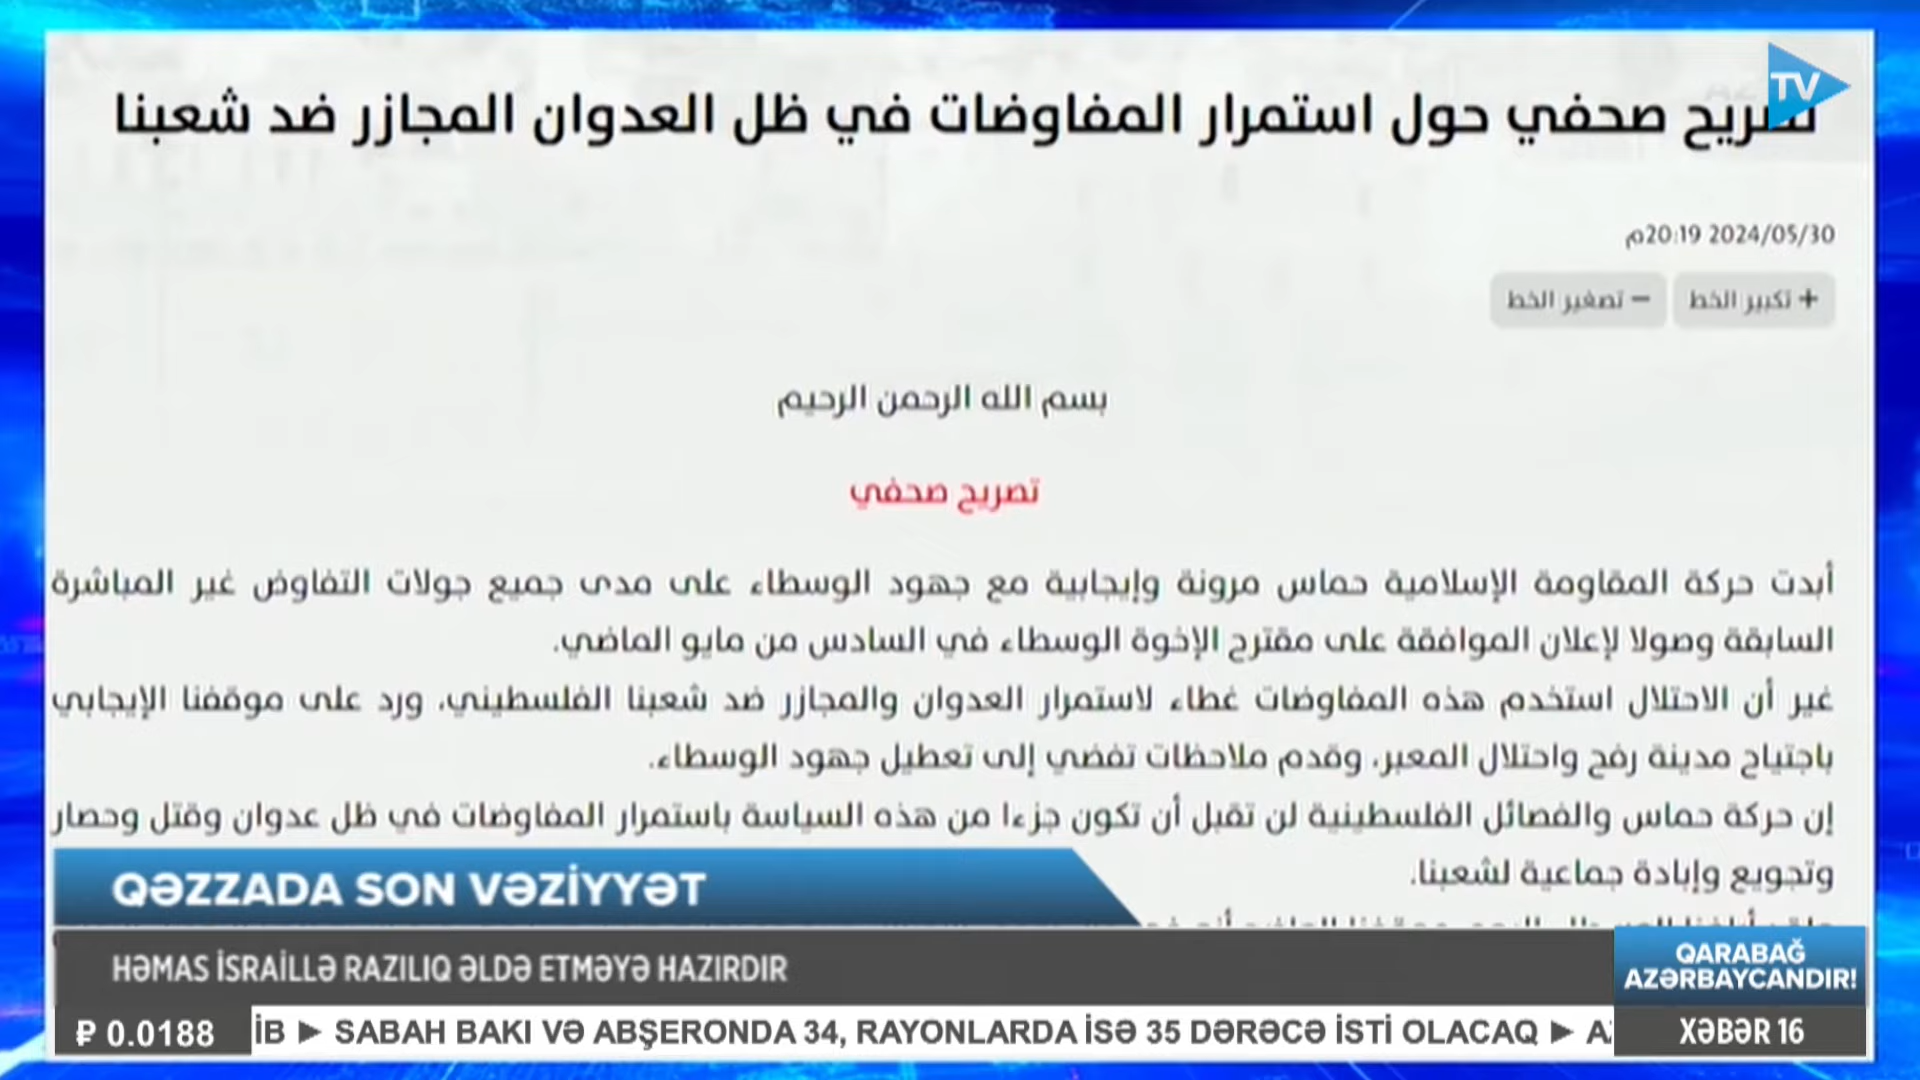 TV
تصريح صحفي حول استمرار المفاوضات في ظل العدوان المجازر ضد شعبنا
2024/05/30 20:19م
+ تكبير الخط
− تصغير الخط
بسم الله الرحمن الرحيم
تصريح صحفي
أبدت حركة المقاومة الإسلامية حماس مرونة وإيجابية مع جهود الوسطاء على مدى جميع جولات التفاوض غير المباشرة
السابقة وصولا لإعلان الموافقة على مقترح الإخوة الوسطاء في السادس من مايو الماضي.
غير أن الاحتلال استخدم هذه المفاوضات غطاء لاستمرار العدوان والمجازر ضد شعبنا الفلسطيني، ورد على موقفنا الإيجابي
باجتياح مدينة رفح واحتلال المعبر، وقدم ملاحظات تفضي إلى تعطيل جهود الوسطاء.
إن حركة حماس والفصائل الفلسطينية لن تقبل أن تكون جزءا من هذه السياسة باستمرار المفاوضات في ظل عدوان وقتل وحصار
وتجويع وإبادة جماعية لشعبنا.
QƏZZADA SON VƏZİYYƏT
HƏMAS İSRAİLLƏ RAZILIQ ƏLDƏ ETMƏYƏ HAZIRDIR
QARABAĞ
AZƏRBAYCANDIR!
₽ 0.0188
İB ► SABAH BAKI VƏ ABŞERONDA 34, RAYONLARDA İSƏ 35 DƏRƏCƏ İSTİ OLACAQ ►
XƏBƏR 16